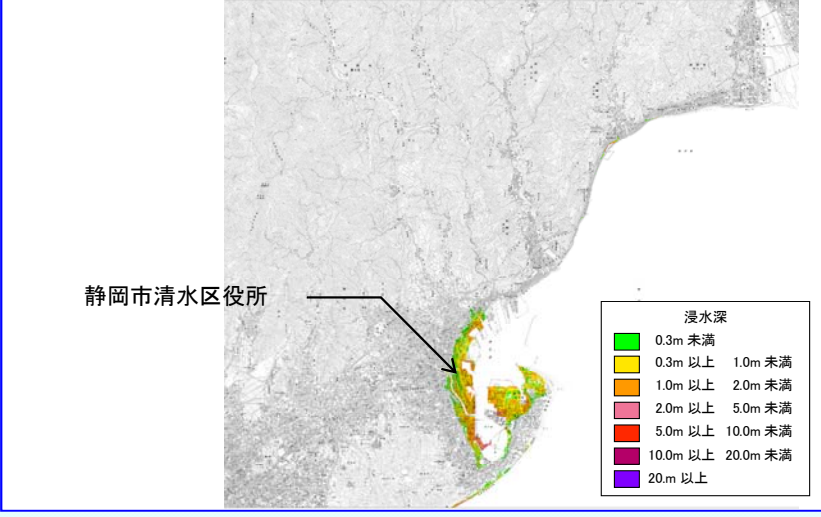 静岡市清水区役所
浸水深
0.3m 未満
0.3m 以上 1.0m 未満
1.0m 以上 2.0m 未満
2.0m 以上 5.0m 未満
5.0m 以上 10.0m 未満
10.0m 以上 20.0m 未満
20.m 以上